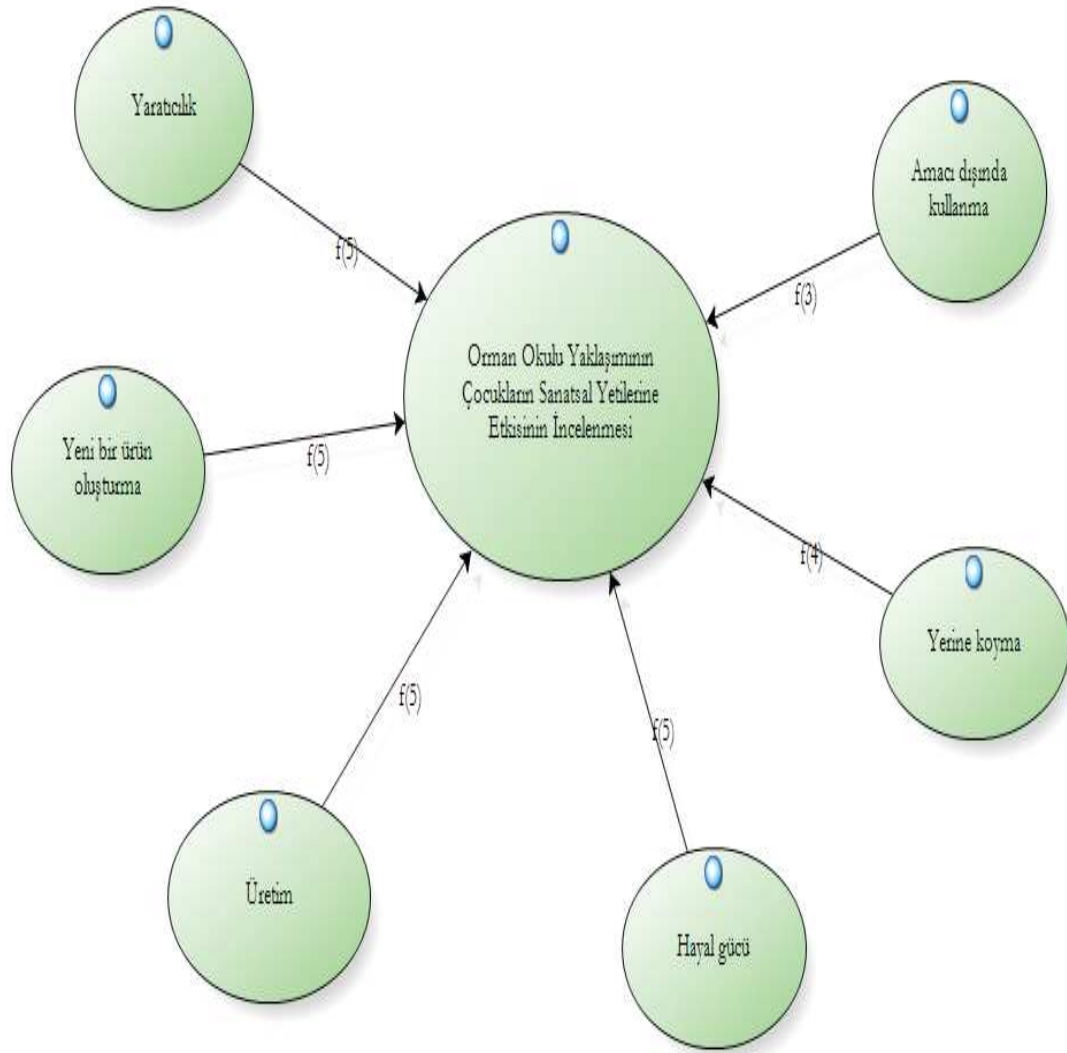 Yaratıcılık
Amacı dışında
kullanma
f(5)
f(3)
Orman Okulu Yaklaşımının
Çocukların Sanatsal Yetilerine
Etkisinin İncelenmesi
Yeni bir ürün
oluşturma
f(5)
f(4)
Yerine koyma
f(5)
f(5)
Üretim
Hayal gücü